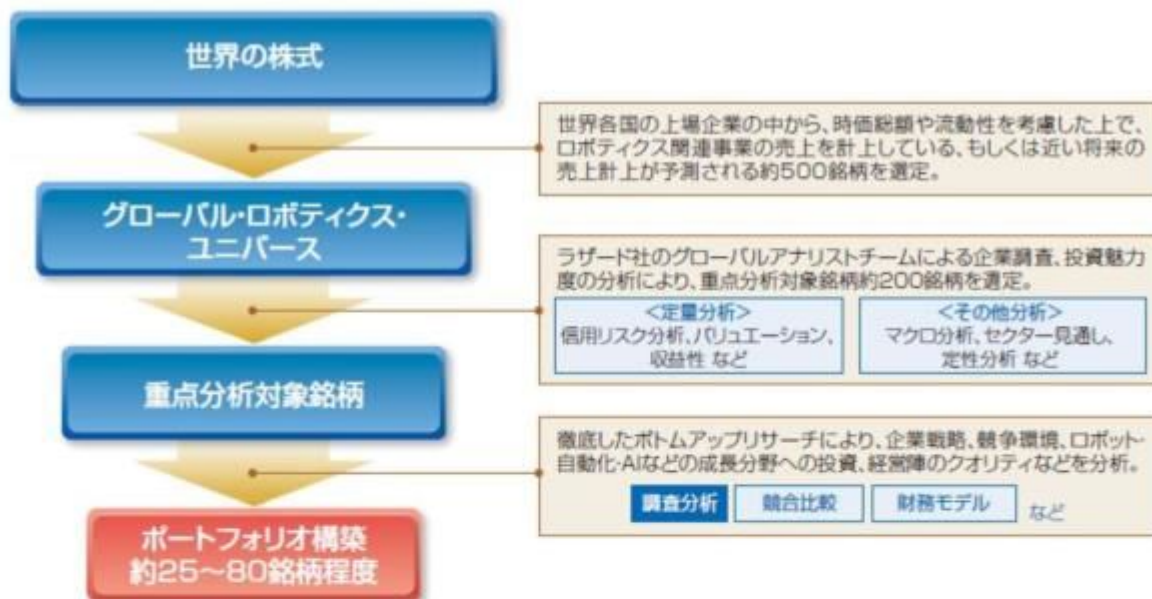 世界の株式
世界各国の上場企業の中から、時価総額や流動性を考慮した上で、
ロボティクス関連事業の売上を計上している、もしくは近い将来の
売上計上が予測される約500銘柄を選定。
グローバル・ロボティクス・
ユニバース
ラザード社のグローバルアナリストチームによる企業調査、投資魅力
度の分析により、重点分析対象銘柄約200銘柄を選定。
<定量分析>
信用リスク分析、バリュエーション、
収益性 など
<その他分析>
マクロ分析、セクター見通し、
定性分析 など
重点分析対象銘柄
徹底したボトムアップリサーチにより、企業戦略、競争環境、ロボット・
自動化・AIなどの成長分野への投資、経営陣のクオリティなどを分析。
調査分析
競合比較
財務モデル
など
ポートフォリオ構築
約25～80銘柄程度